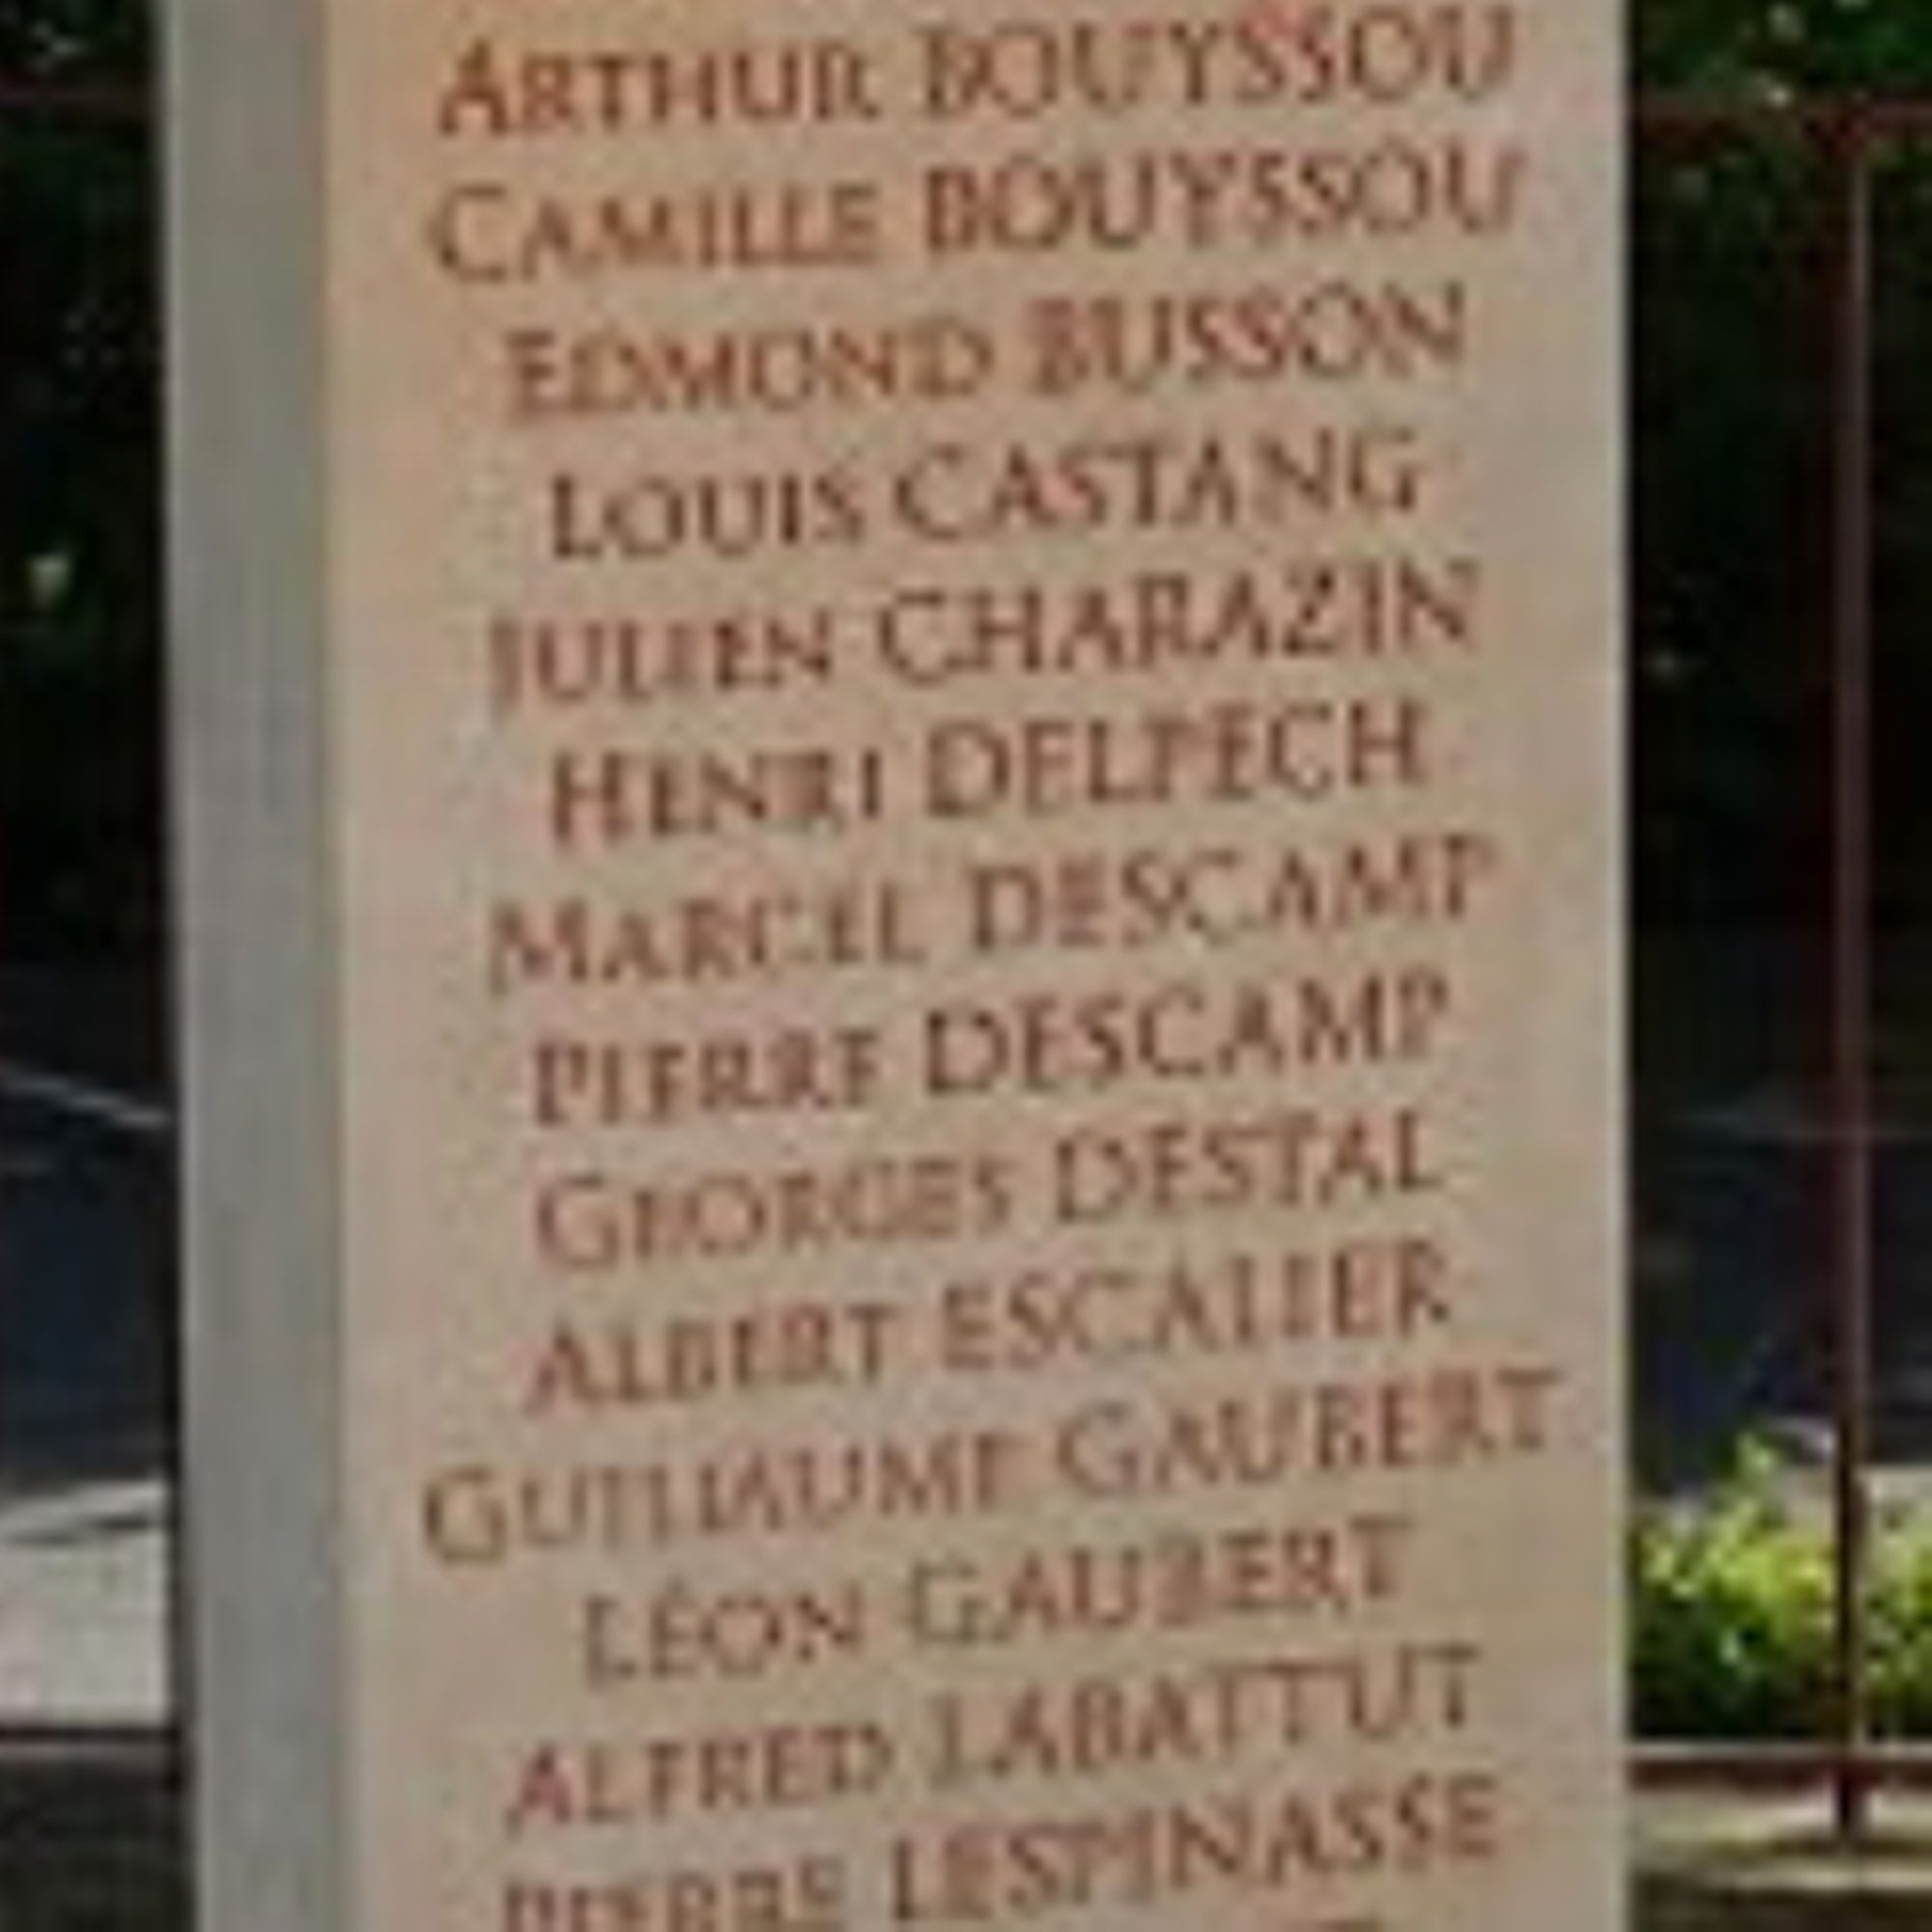 ARTHUR BOUYSSOU
CAMILLE BOUYSSOU
EDMOND BUSSON
LOUIS CASTANG
JULIEN CHARAZIN
HENRI DELPECH
MARCEL DESCAMP
PIERRE DESCAMP
GEORGES DESTAL
ALBERT ESCALIER
GUILLAUME GAUBERT
LÉON GAUBERT
ALFRED LABATTUT
PIERRE LESPINASSE